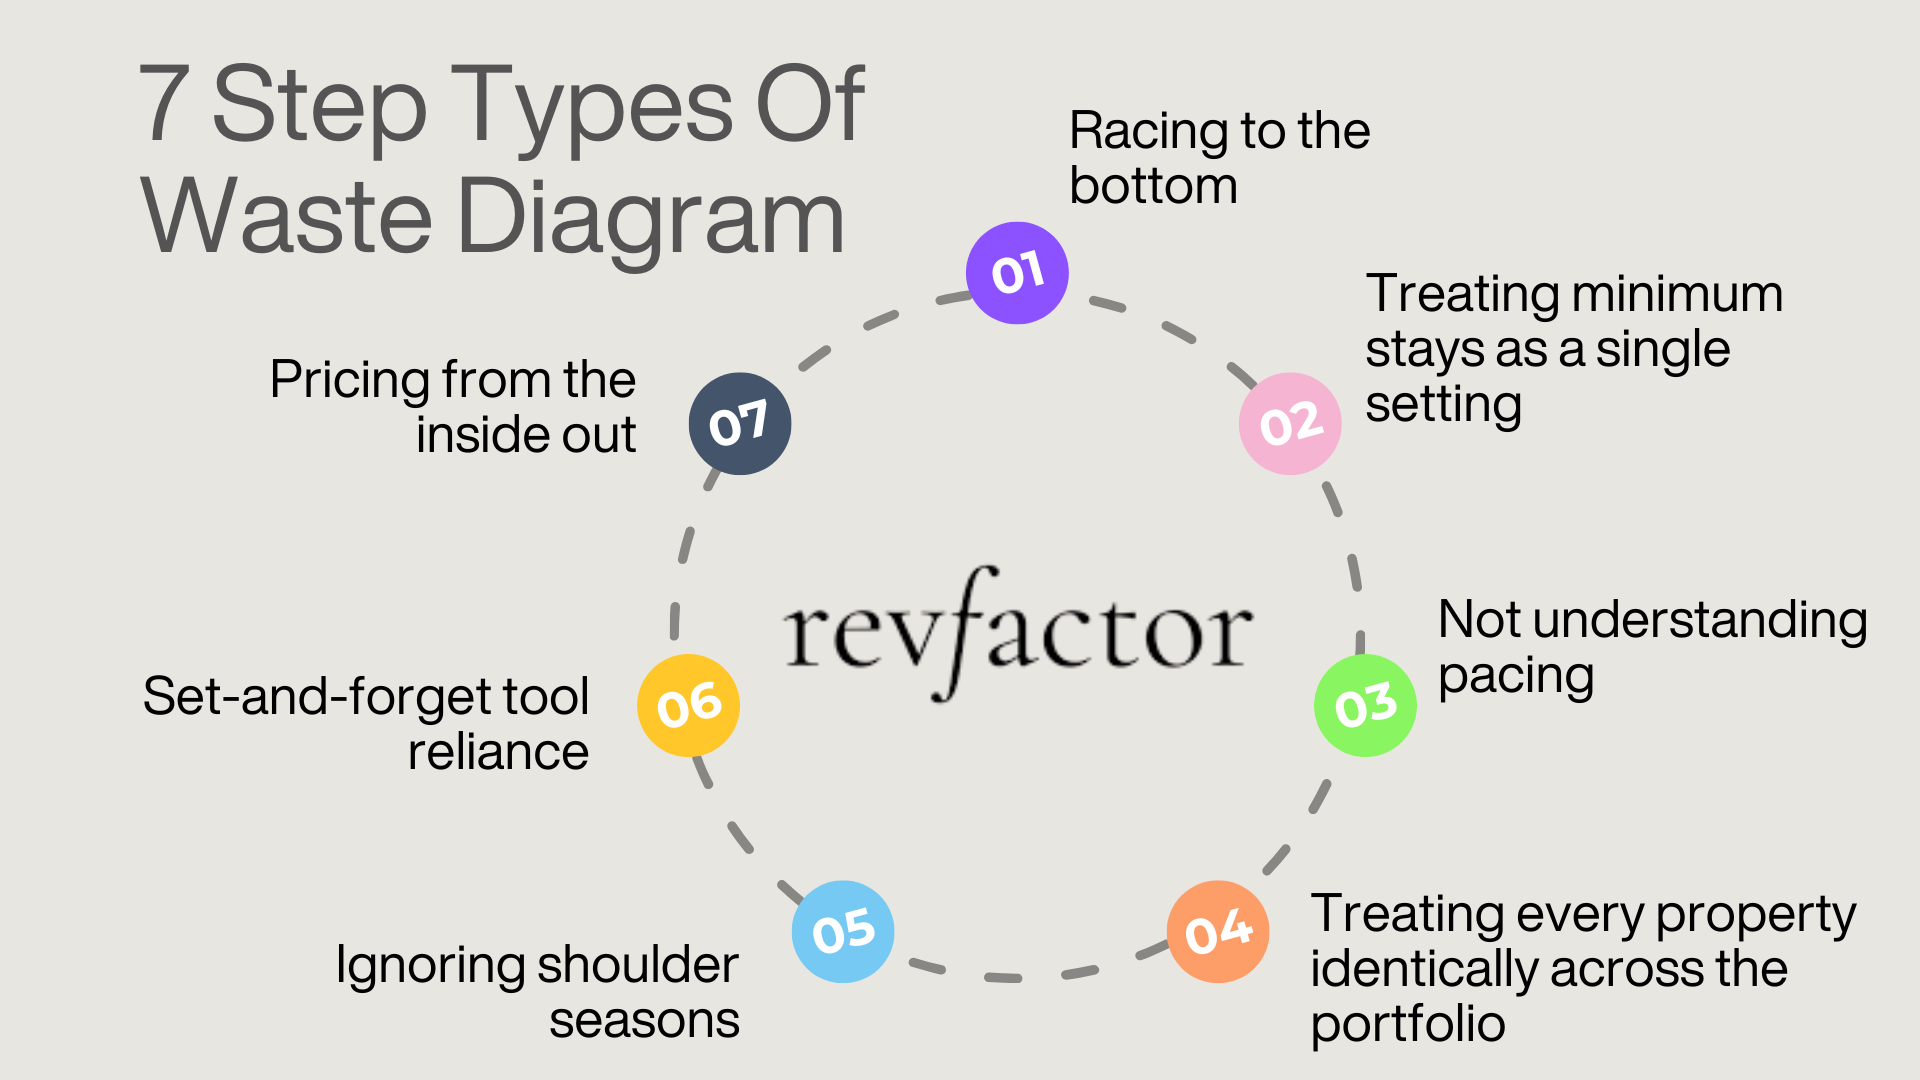 7 Step Types Of
Waste Diagram
01
Racing to the
bottom
02
Treating minimum
stays as a single
setting
03
Not understanding
pacing
04
Treating every property
identically across the
portfolio
05
Ignoring shoulder
seasons
06
Set-and-forget tool
reliance
07
Pricing from the
inside out
revfactor